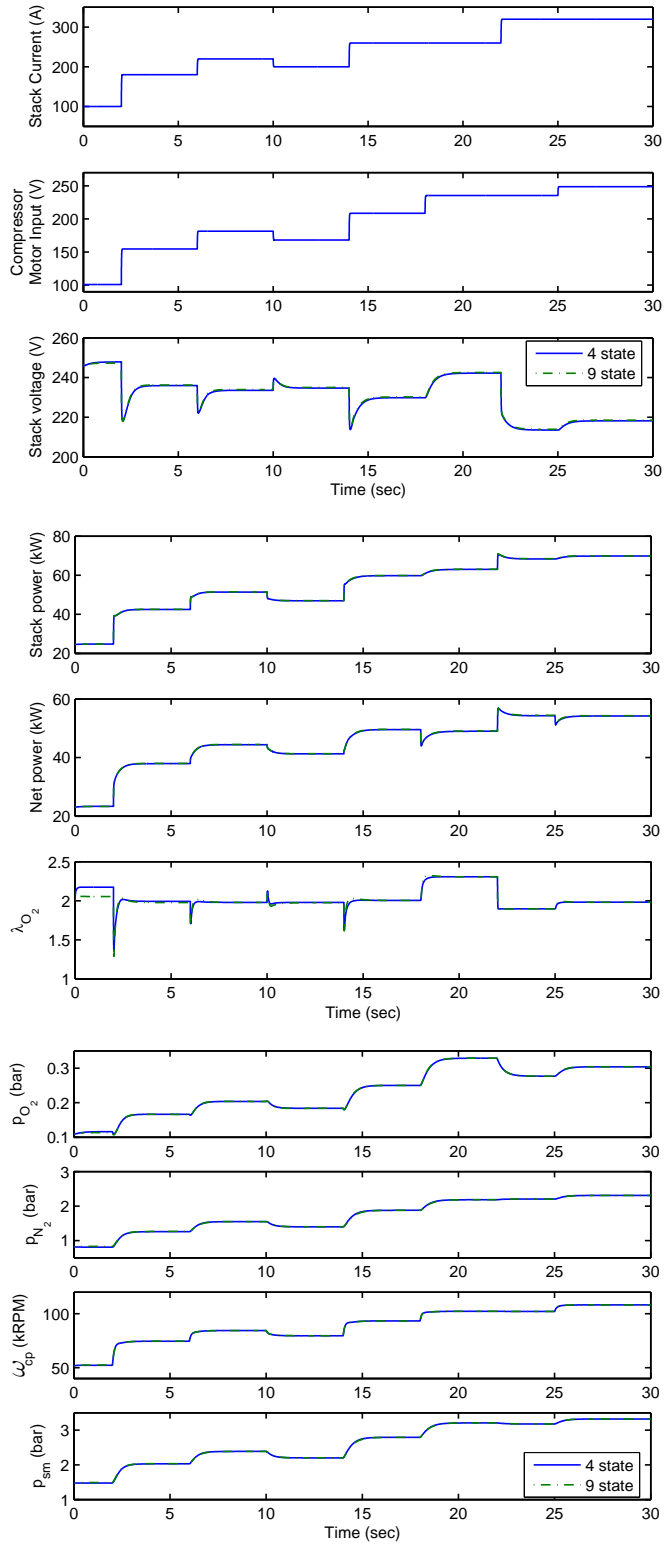 300
200
100
Stack Current (A)
0 5 10 15 20 25 30
250
200
150
100
Compressor
Motor Input (V)
0 5 10 15 20 25 30
260
240
220
200
Stack voltage (V)
4 state
9 state
0 5 10 15 20 25 30
Time (sec)
80
60
40
20
Stack power (kW)
0 5 10 15 20 25 30
60
40
20
Net power (kW)
0 5 10 15 20 25 30
2.5
2
1.5
1
λO2
0 5 10 15 20 25 30
Time (sec)
0.3
0.2
0.1
pO2 (bar)
0 5 10 15 20 25 30
3
2
1
pN2 (bar)
0 5 10 15 20 25 30
100
50
ωcp (kRPM)
0 5 10 15 20 25 30
3
2
1
psm (bar)
4 state
9 state
0 5 10 15 20 25 30
Time (sec)